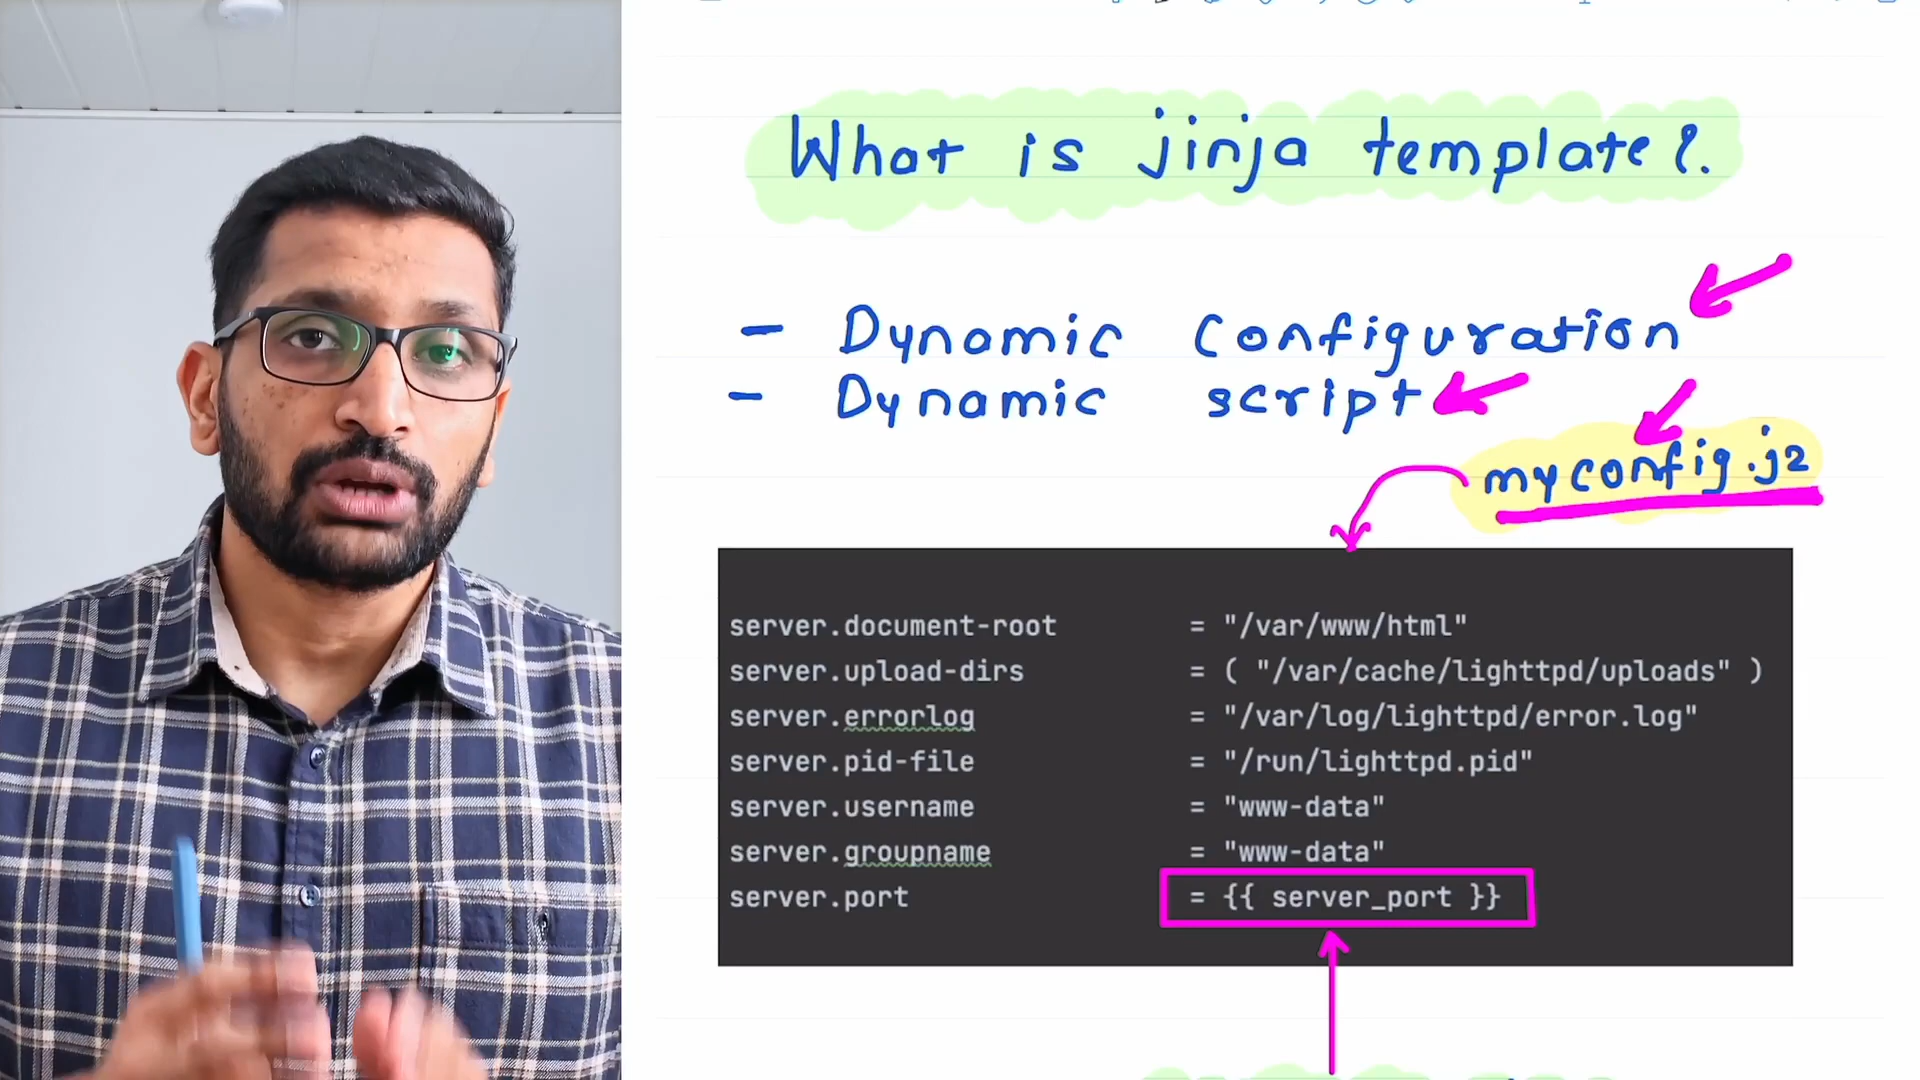 What is jinja template?.
- Dynamic Configuration
- Dynamic script
myconfig.j2
server.document-root = "/var/www/html"
server.upload-dirs = ( "/var/cache/lighttpd/uploads" )
server.errorlog = "/var/log/lighttpd/error.log"
server.pid-file = "/run/lighttpd.pid"
server.username = "www-data"
server.groupname = "www-data"
server.port = {{ server_port }}